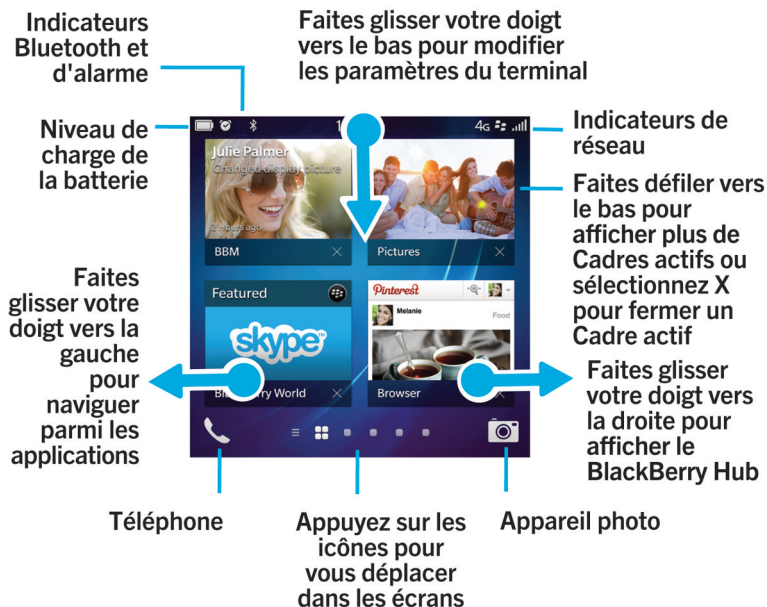 Indicateurs
Bluetooth et
d'alarme
Faites glisser votre doigt
vers le bas pour modifier
les paramètres du terminal
Niveau de
charge de
la batterie
4G
Indicateurs de
réseau
Julie Palmer
Changed display picture
2 hours ago
BBM
Pictures
Faites défiler vers
le bas pour
afficher plus de
Cadres actifs ou
sélectionnez X
pour fermer un
Cadre actif
Faites
glisser votre
doigt vers la
gauche
pour
naviguer
parmi les
applications
Featured
skype
World
Pinterest
Melanie
Food
Browser
Faites glisser
votre doigt vers
la droite pour
afficher le
BlackBerry Hub
Téléphone
Appuyez sur les
icônes pour
vous déplacer
dans les écrans
Appareil photo